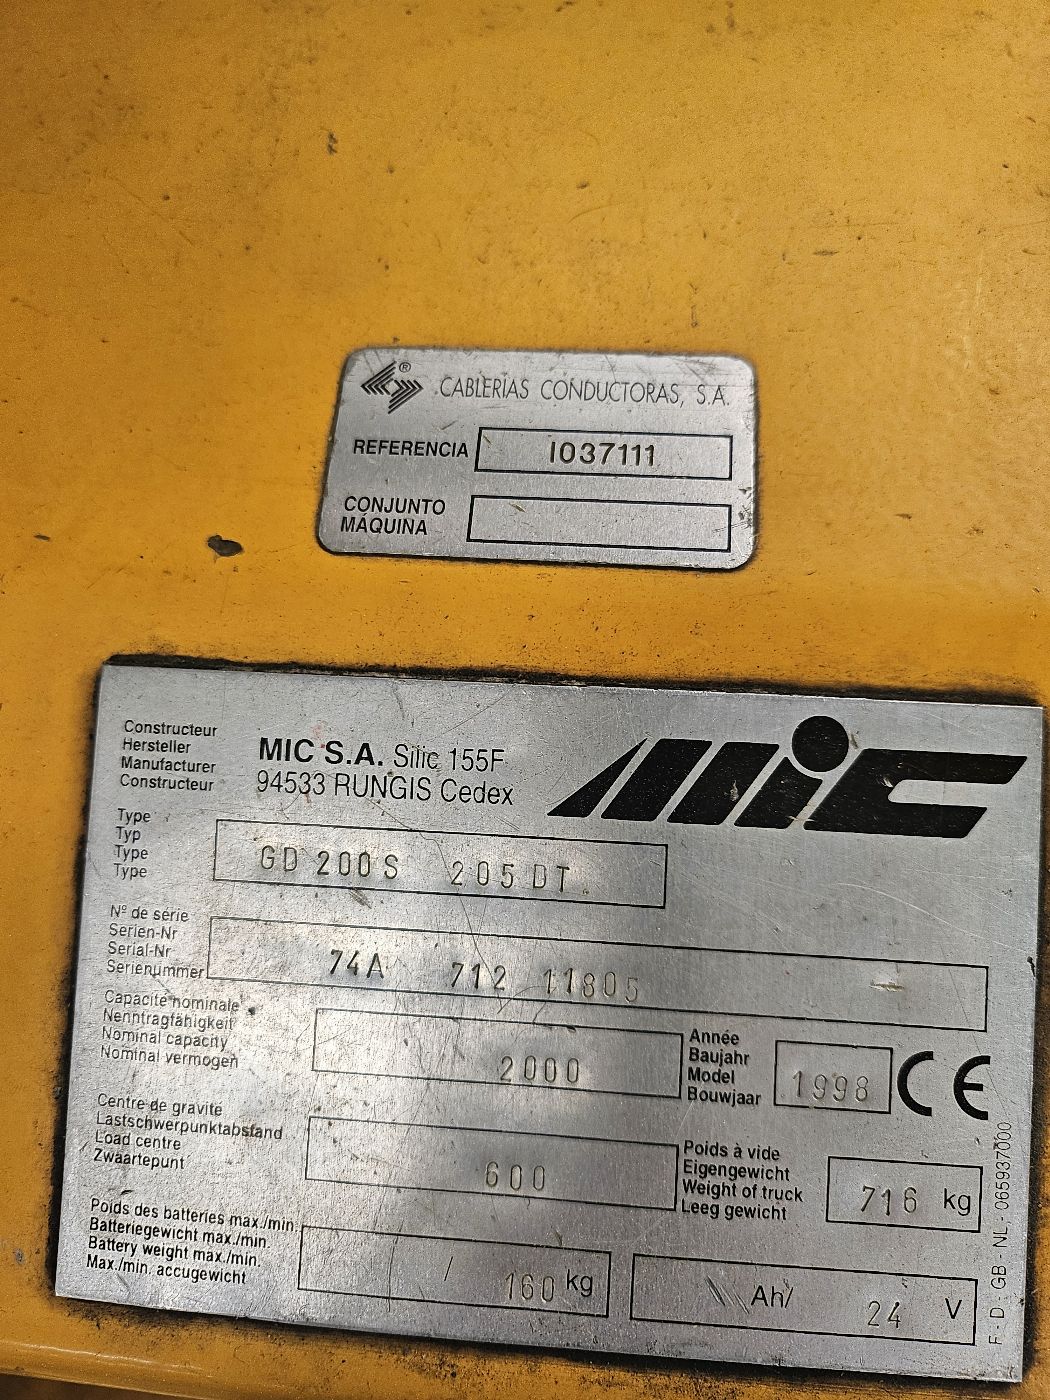 ® CABLERÍAS CONDUCTORAS, S.A.
REFERENCIA 1037111
CONJUNTO
MÁQUINA
Constructeur
Hersteller
Manufacturer
Constructeur
MIC S.A. Silic 155F
94533 RUNGIS Cedex
MIC
Type
Typ
Type
Type
GD 200 S 205 DT.
Nº de série
Serien-Nr
Serial-Nr
Serienummer
74A 712 11805
Capacité nominale
Nenntragfähigkeit
Nominal capacity
Nominal vermogen
2000
Année
Baujahr
Model
Bouwjaar
1998
CE
Centre de gravité
Lastschwerpunktabstand
Load centre
Zwaartepunt
600
Poids à vide
Eigengewicht
Weight of truck
Leeg gewicht
716 kg
Poids des batteries max./min.
Batteriegewicht max./min.
Battery weight max./min.
Max./min. accugewicht
/ 160 kg
Ah/ 24 V
F - D - GB - NL - 065937000